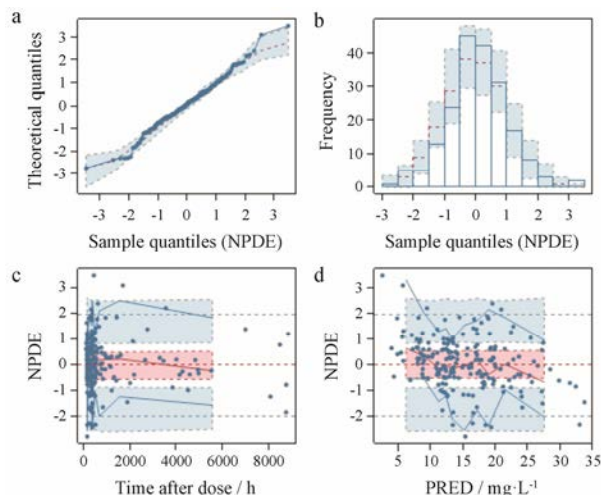 a
3
2
1
0
-1
-2
-3
Theoretical quantiles
-3 -2 -1 0 1 2 3
Sample quantiles (NPDE)
b
40
30
20
10
0
Frequency
-3 -2 -1 0 1 2 3
Sample quantiles (NPDE)
c
3
2
1
0
-1
-2
NPDE
0 2000 4000 6000 8000
Time after dose / h
d
3
2
1
0
-1
-2
NPDE
5 10 15 20 25 30
PRED / mg·L⁻¹